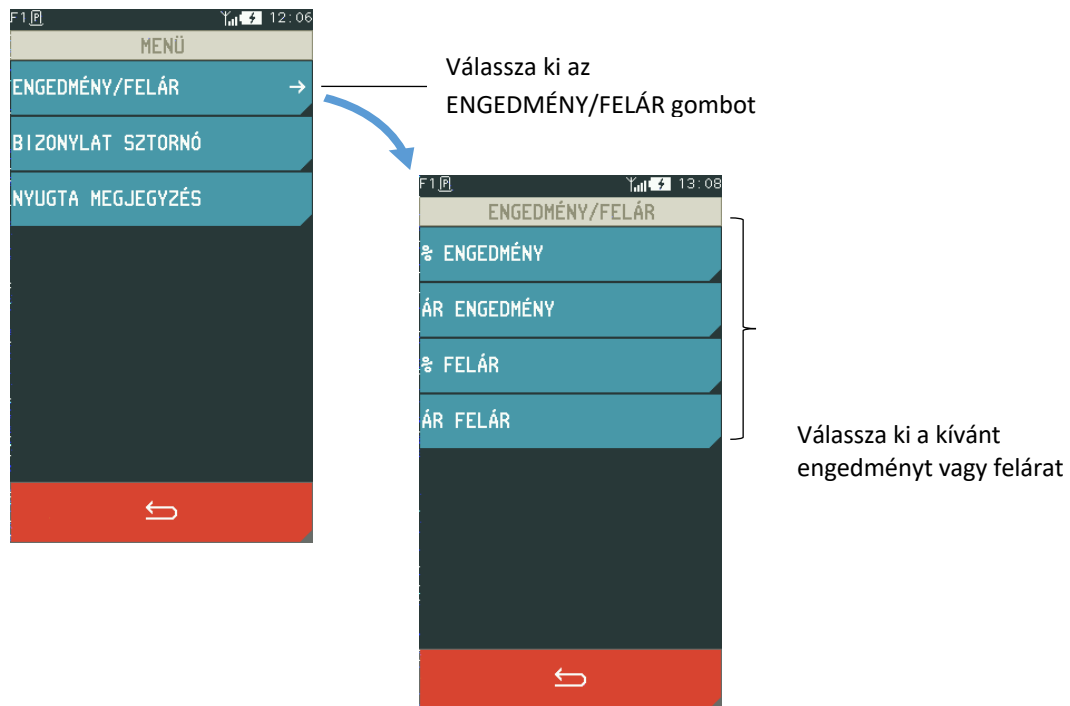 F1 P 12:06
MENÜ
ENGEDMÉNY/FELÁR →
BIZONYLAT SZTORNÓ
NYUGTA MEGJEGYZÉS
Válassza ki az
ENGEDMÉNY/FELÁR gombot
F1 P 13:08
ENGEDMÉNY/FELÁR
% ENGEDMÉNY
ÁR ENGEDMÉNY
% FELÁR
ÁR FELÁR
Válassza ki a kívánt
engedményt vagy felárat